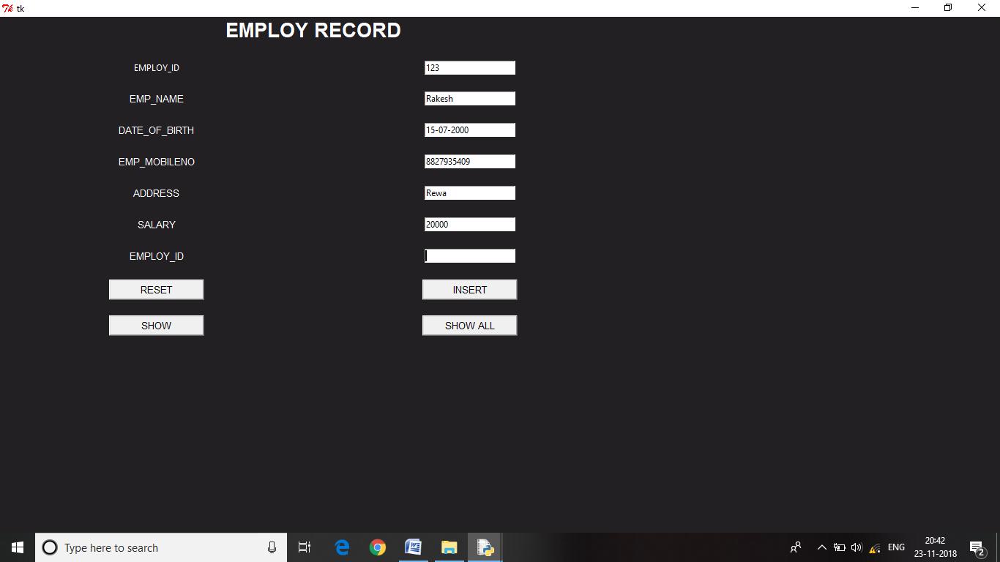 tk
EMPLOY RECORD
EMPLOY_ID 123
EMP_NAME Rakesh
DATE_OF_BIRTH 15-07-2000
EMP_MOBILENO 8827935409
ADDRESS Rewa
SALARY 20000
EMPLOY_ID
RESET INSERT
SHOW SHOW ALL
Type here to search ENG 20:42
23-11-2018 2